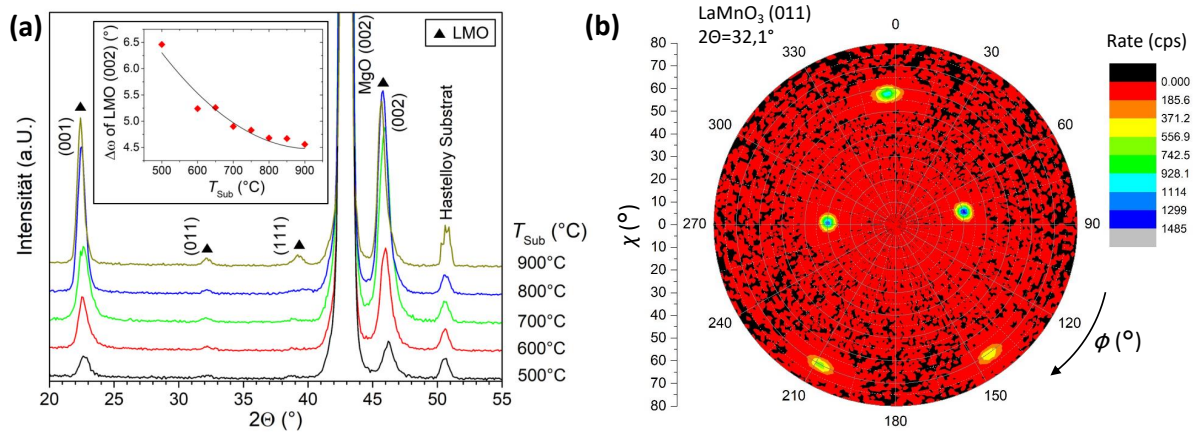 (a)
▲ LMO
Δω of LMO (002) (°)
6.5
6.0
5.5
5.0
4.5
500 600 700 800 900
T_Sub (°C)
Intensität (a.U.)
(001)
(011)
(111)
MgO (002)
(002)
Hastelloy Substrat
T_Sub (°C)
900°C
800°C
700°C
600°C
500°C
20 25 30 35 40 45 50 55
2Θ (°)
(b)
LaMnO₃ (011)
2Θ=32,1°
χ (°)
80
70
60
50
40
30
20
10
0
10
20
30
40
50
60
70
80
0
30
60
90
120
150
180
210
240
270
300
330
ϕ (°)
Rate (cps)
0.000
185.6
371.2
556.9
742.5
928.1
1114
1299
1485